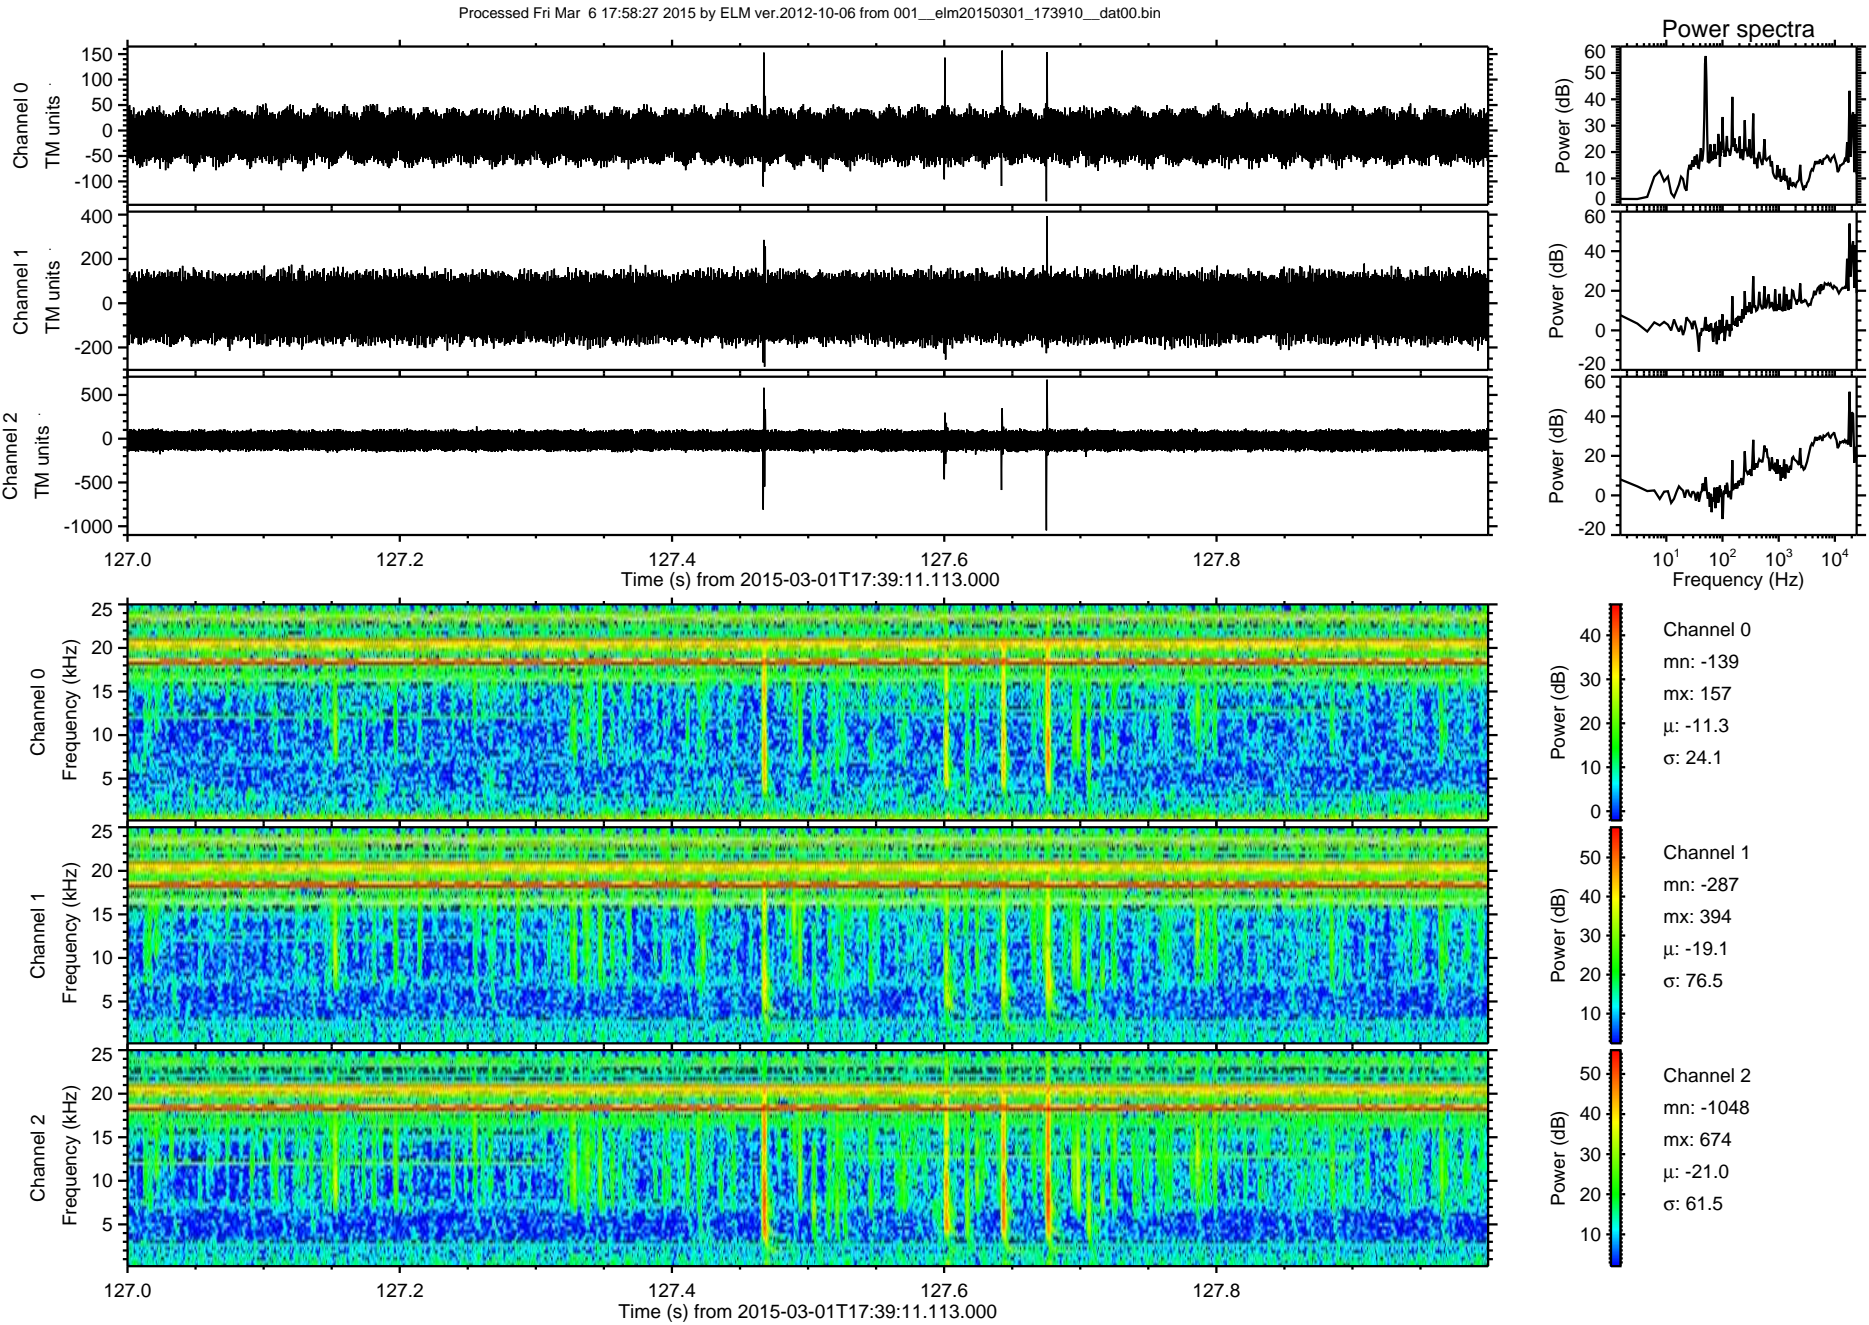 Processed Fri Mar 6 17:58:27 2015 by ELM ver.2012-10-06 from 001__elm20150301_173910__dat00.bin
Power spectra
Channel 0
TM units
150
100
50
0
-50
-100
Power (dB)
60
50
40
30
20
10
0
Channel 1
TM units
400
200
0
-200
Power (dB)
60
40
20
0
-20
Channel 2
TM units
500
0
-500
-1000
Power (dB)
60
40
20
0
-20
127.0 127.2 127.4 127.6 127.8
Time (s) from 2015-03-01T17:39:11.113.000
10¹ 10² 10³ 10⁴
Frequency (Hz)
Channel 0
Frequency (kHz)
25
20
15
10
5
Power (dB)
40
30
20
10
0
Channel 0
mn: -139
mx: 157
μ: -11.3
σ: 24.1
Channel 1
Frequency (kHz)
25
20
15
10
5
Power (dB)
50
40
30
20
10
Channel 1
mn: -287
mx: 394
μ: -19.1
σ: 76.5
Channel 2
Frequency (kHz)
25
20
15
10
5
Power (dB)
50
40
30
20
10
Channel 2
mn: -1048
mx: 674
μ: -21.0
σ: 61.5
127.0 127.2 127.4 127.6 127.8
Time (s) from 2015-03-01T17:39:11.113.000